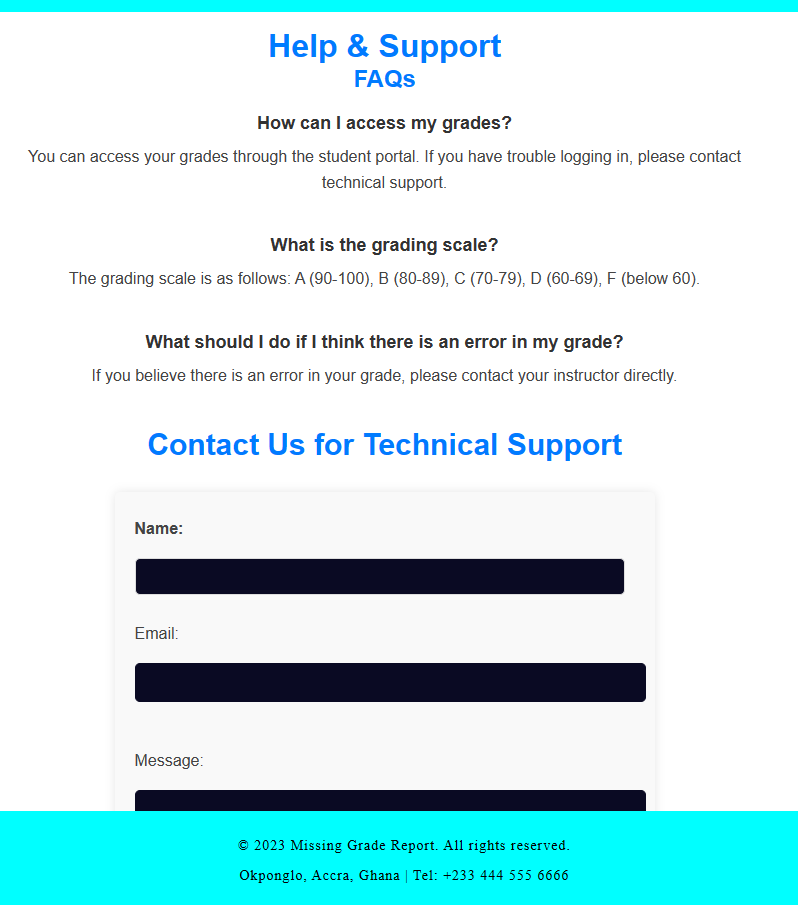 Help & Support
FAQs
How can I access my grades?
You can access your grades through the student portal. If you have trouble logging in, please contact
technical support.
What is the grading scale?
The grading scale is as follows: A (90-100), B (80-89), C (70-79), D (60-69), F (below 60).
What should I do if I think there is an error in my grade?
If you believe there is an error in your grade, please contact your instructor directly.
Contact Us for Technical Support
Name:
Email:
Message:
© 2023 Missing Grade Report. All rights reserved.
Okponglo, Accra, Ghana | Tel: +233 444 555 6666